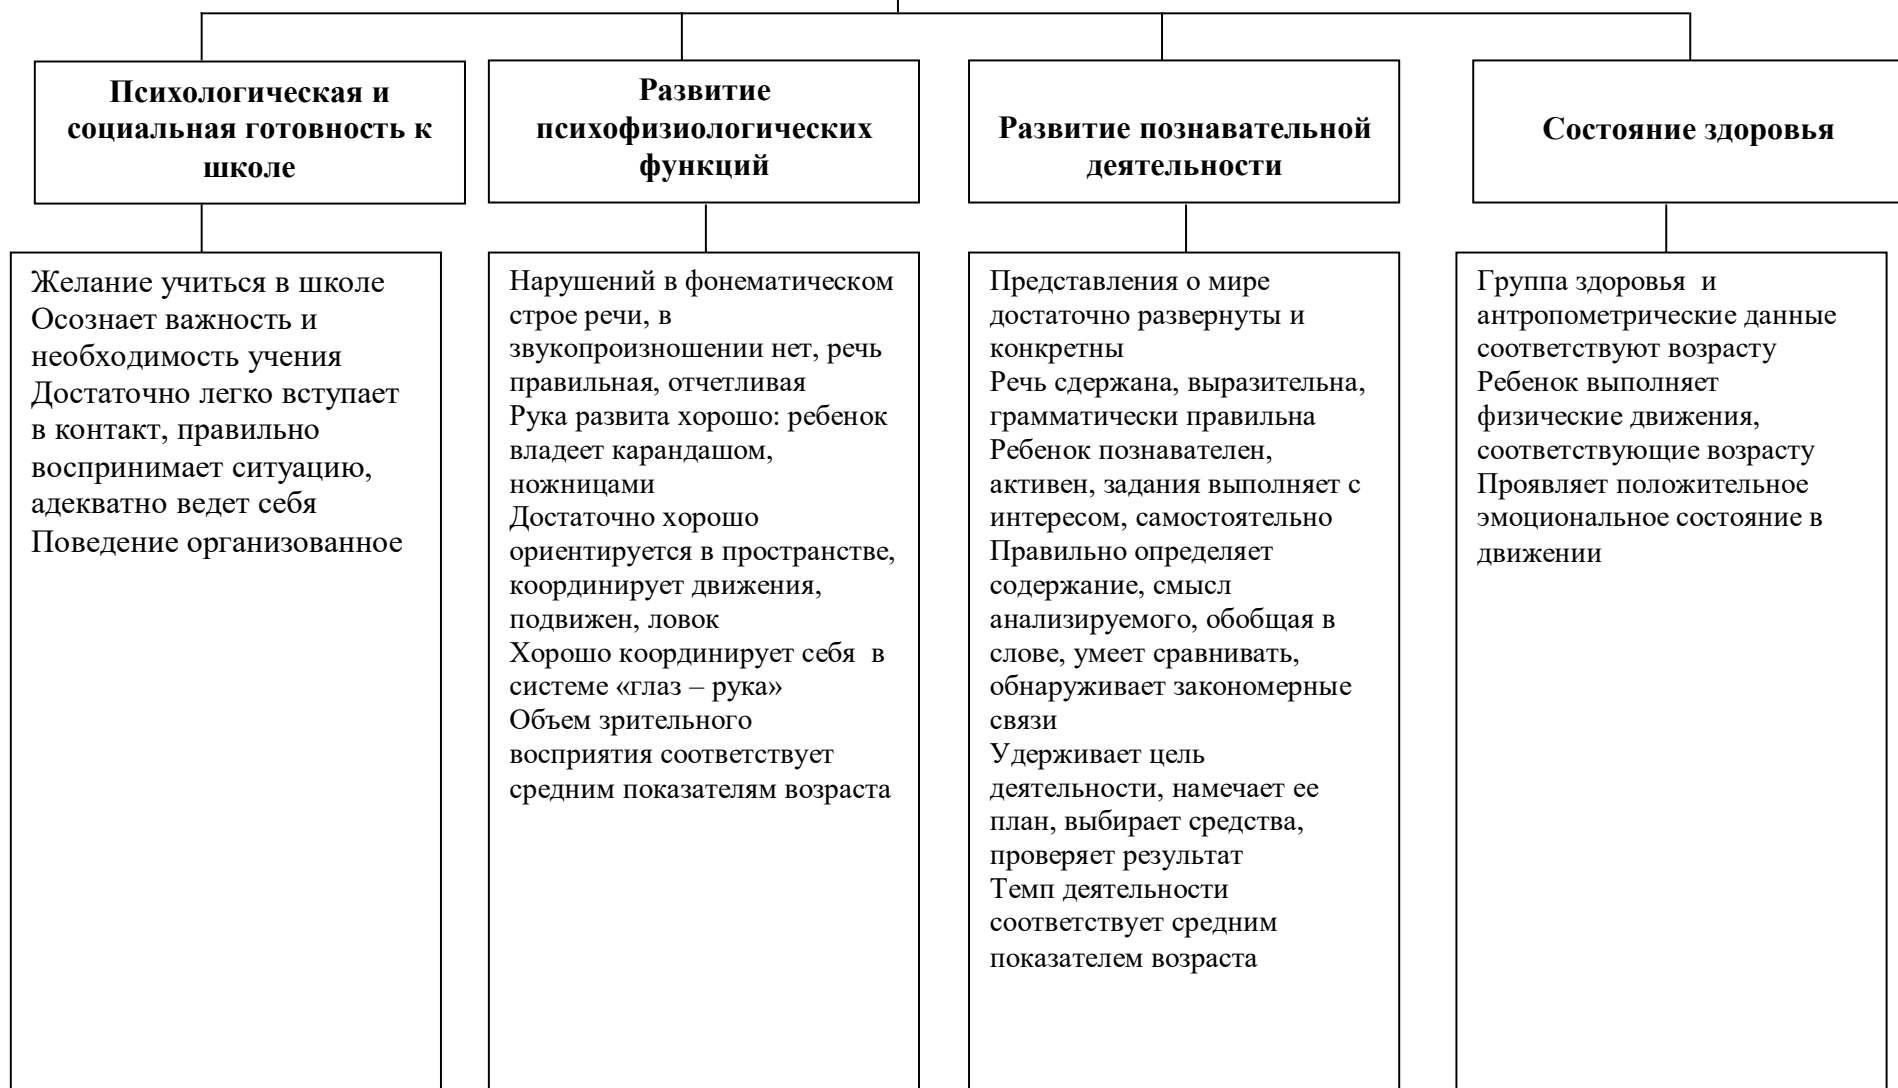 Психологическая и
социальная готовность к
школе
Развитие
психофизиологических
функций
Развитие познавательной
деятельности
Состояние здоровья
Желание учиться в школе
Осознает важность и
необходимость учения
Достаточно легко вступает
в контакт, правильно
воспринимает ситуацию,
адекватно ведет себя
Поведение организованное
Нарушений в фонематическом
строе речи, в
звукопроизношении нет, речь
правильная, отчетливая
Рука развита хорошо: ребенок
владеет карандашом,
ножницами
Достаточно хорошо
ориентируется в пространстве,
координирует движения,
подвижен, ловок
Хорошо координирует себя в
системе «глаз – рука»
Объем зрительного
восприятия соответствует
средним показателям возраста
Представления о мире
достаточно развернуты и
конкретны
Речь сдержана, выразительна,
грамматически правильна
Ребенок познавателен,
активен, задания выполняет с
интересом, самостоятельно
Правильно определяет
содержание, смысл
анализируемого, обобщая в
слове, умеет сравнивать,
обнаруживает закономерные
связи
Удерживает цель
деятельности, намечает ее
план, выбирает средства,
проверяет результат
Темп деятельности
соответствует средним
показателем возраста
Группа здоровья и
антропометрические данные
соответствуют возрасту
Ребенок выполняет
физические движения,
соответствующие возрасту
Проявляет положительное
эмоциональное состояние в
движении